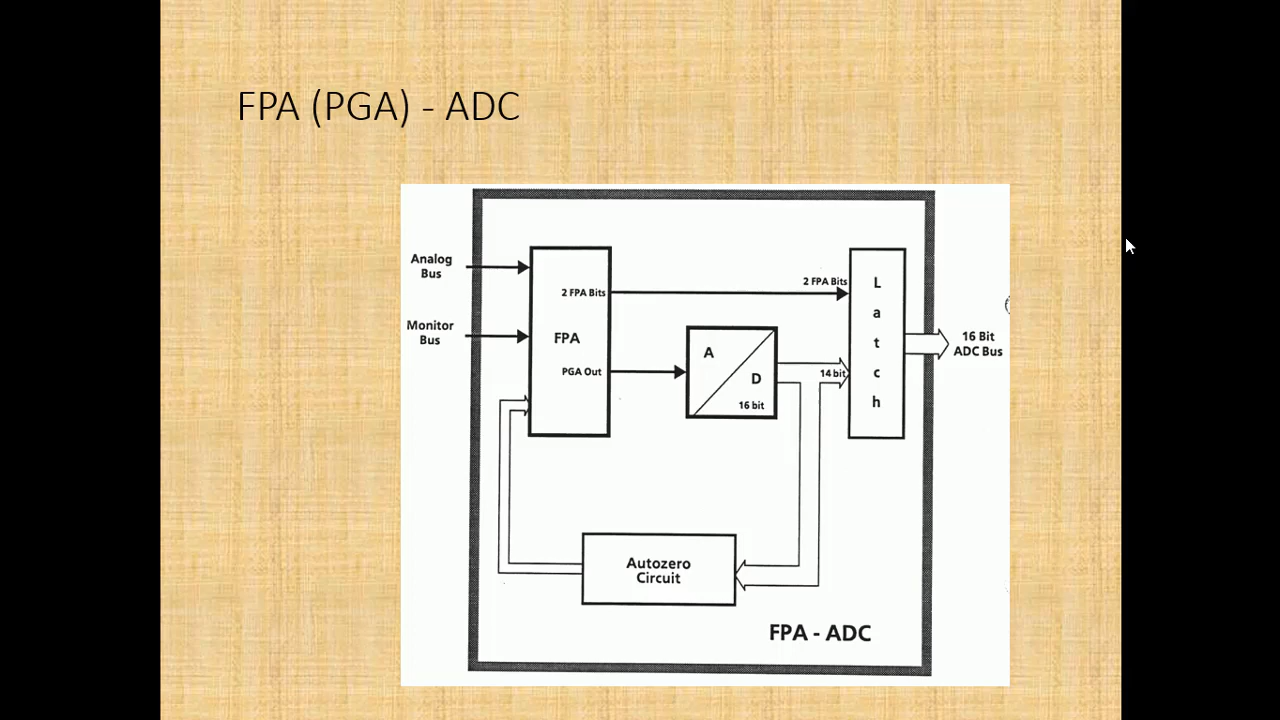 FPA (PGA) - ADC
Analog
Bus
2 FPA Bits
2 FPA Bits
Monitor
Bus
FPA
PGA Out
A
D
16 bit
14 bit
L
a
t
c
h
16 Bit
ADC Bus
Autozero
Circuit
FPA - ADC